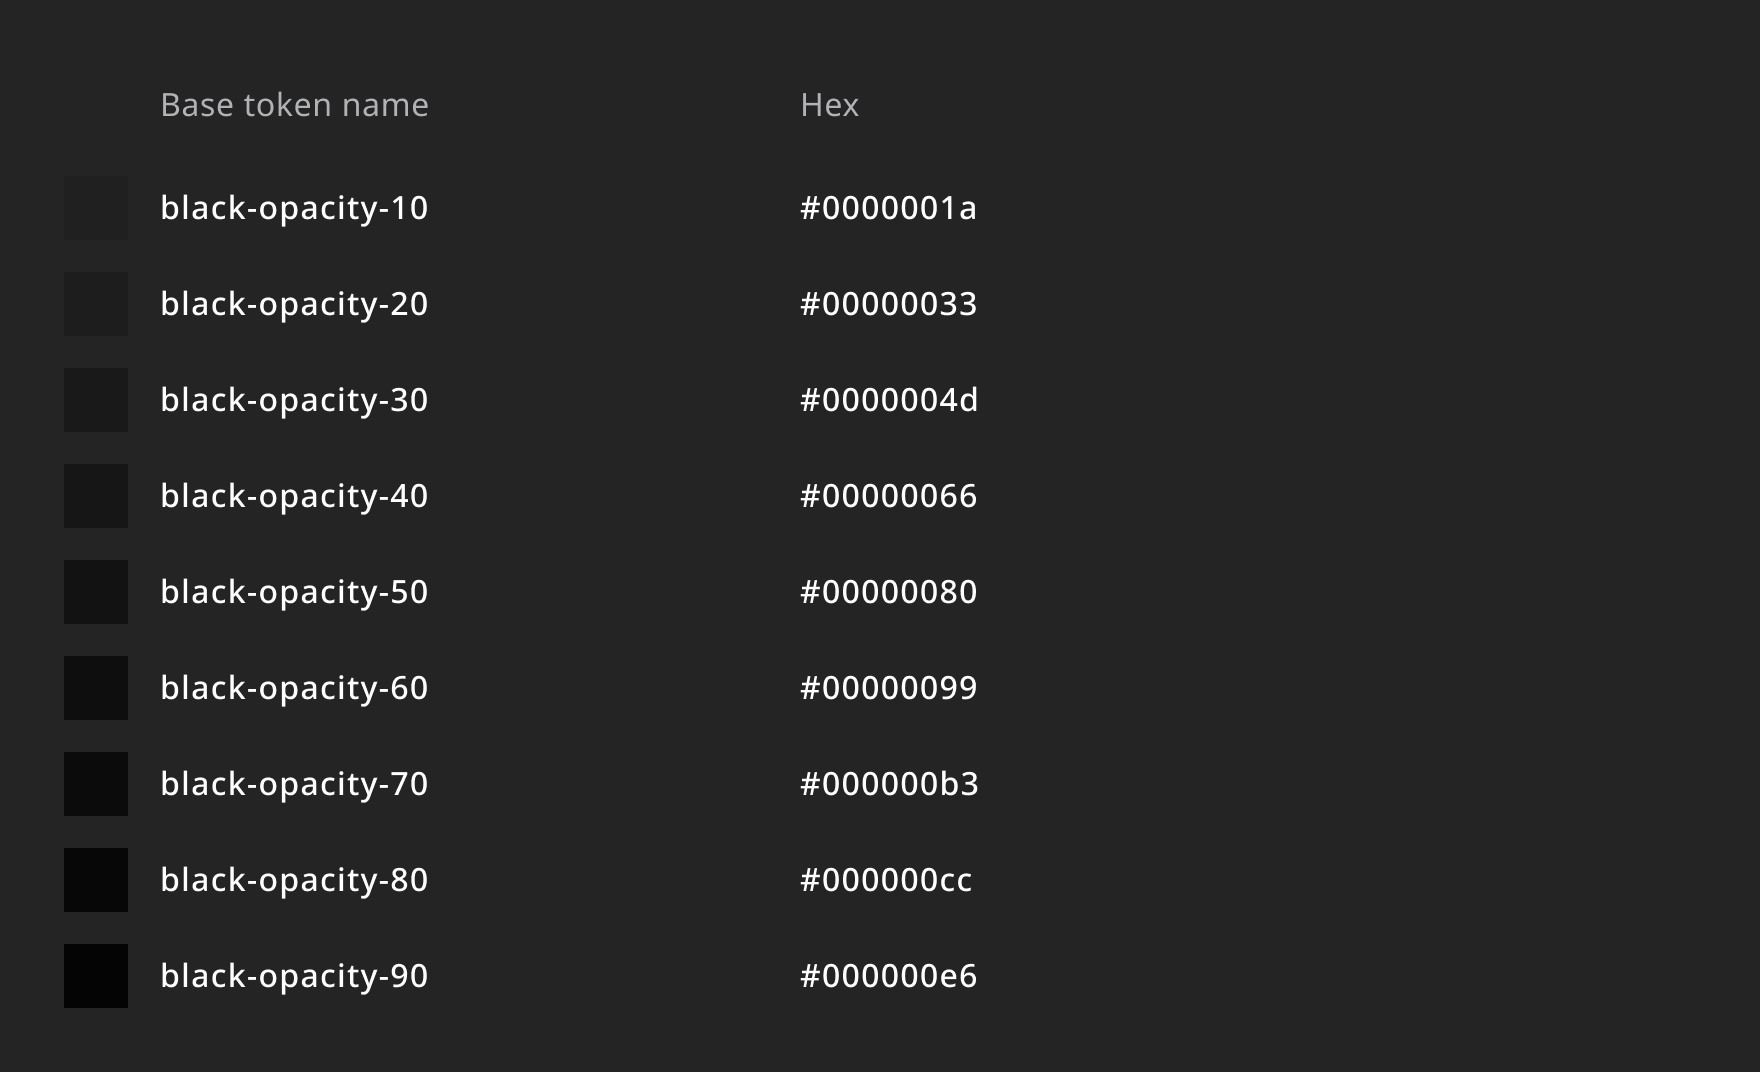 Base token name Hex
black-opacity-10 #0000001a
black-opacity-20 #00000033
black-opacity-30 #0000004d
black-opacity-40 #00000066
black-opacity-50 #00000080
black-opacity-60 #00000099
black-opacity-70 #000000b3
black-opacity-80 #000000cc
black-opacity-90 #000000e6